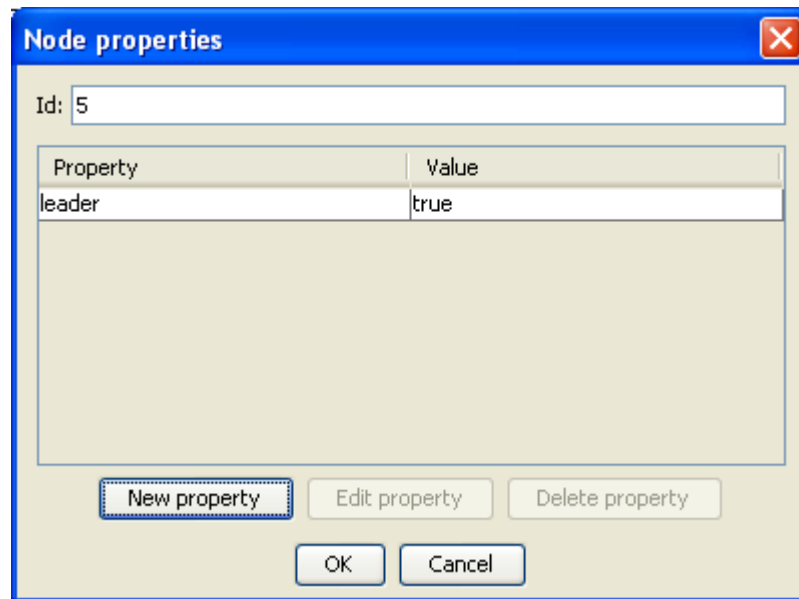 Node properties
Id: 5
Property Value
leader true
New property Edit property Delete property
OK Cancel